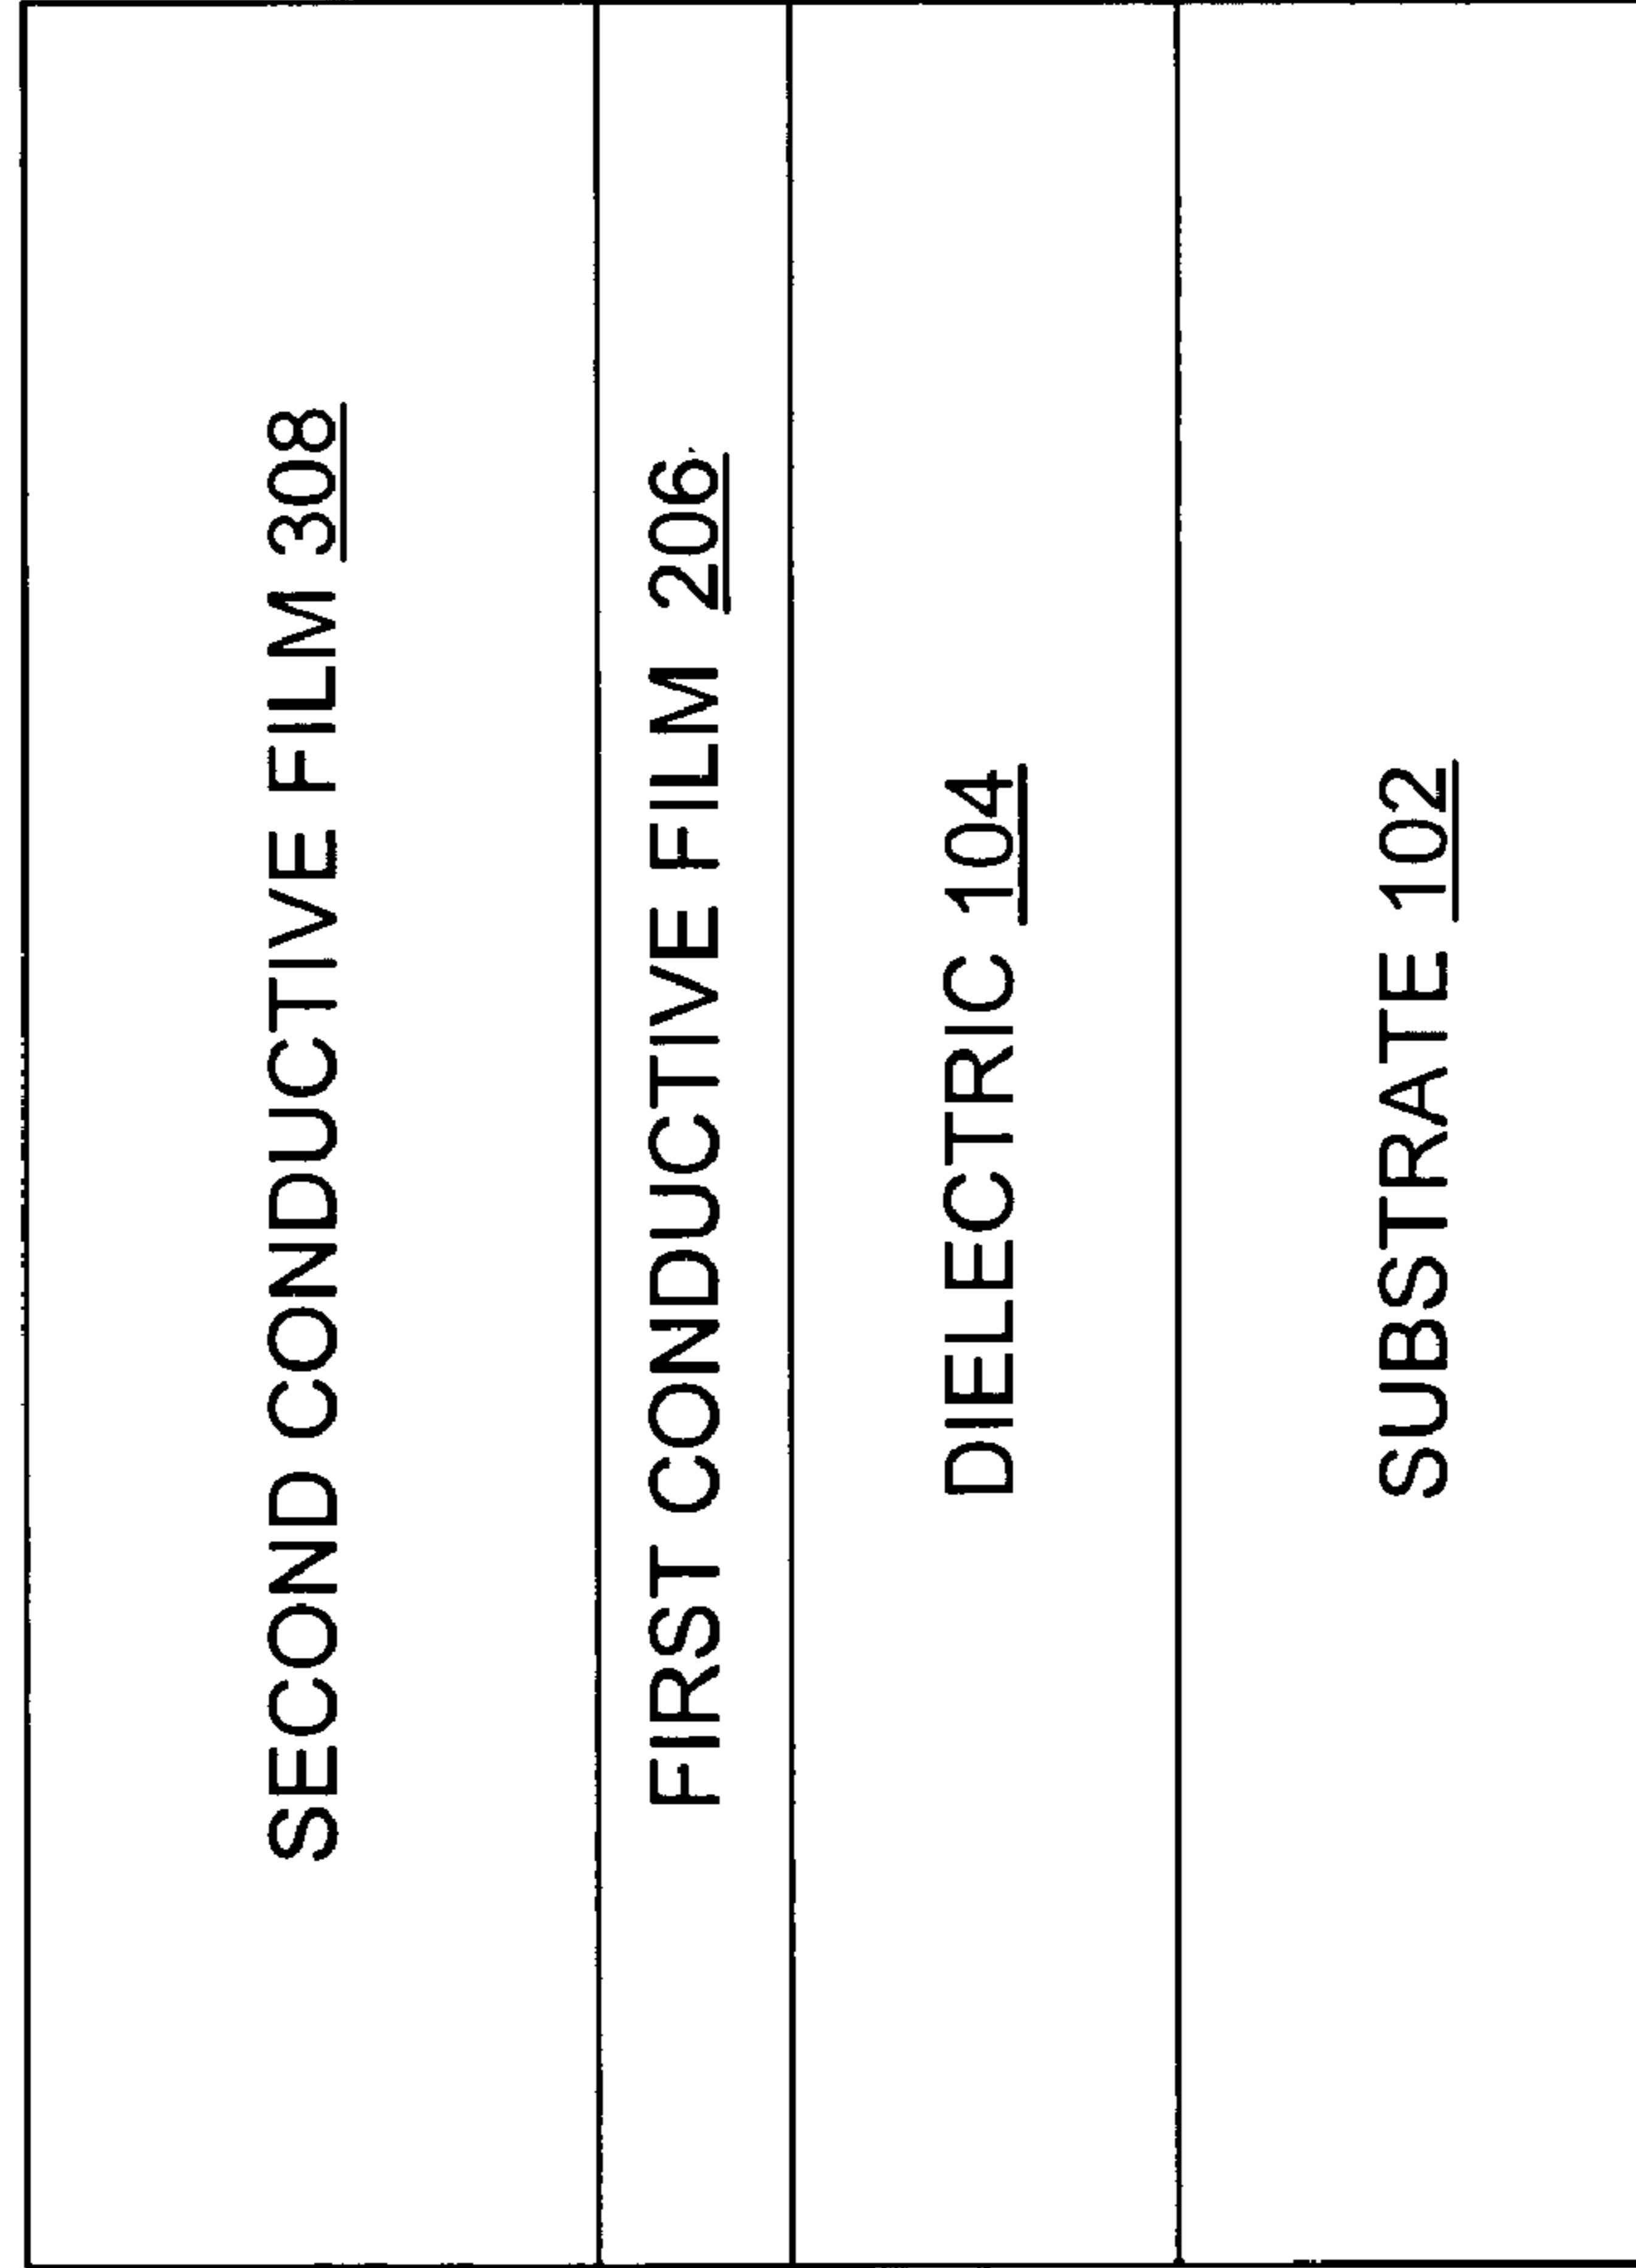 SECOND CONDUCTIVE FILM 308
FIRST CONDUCTIVE FILM 206
DIELECTRIC 104
SUBSTRATE 102